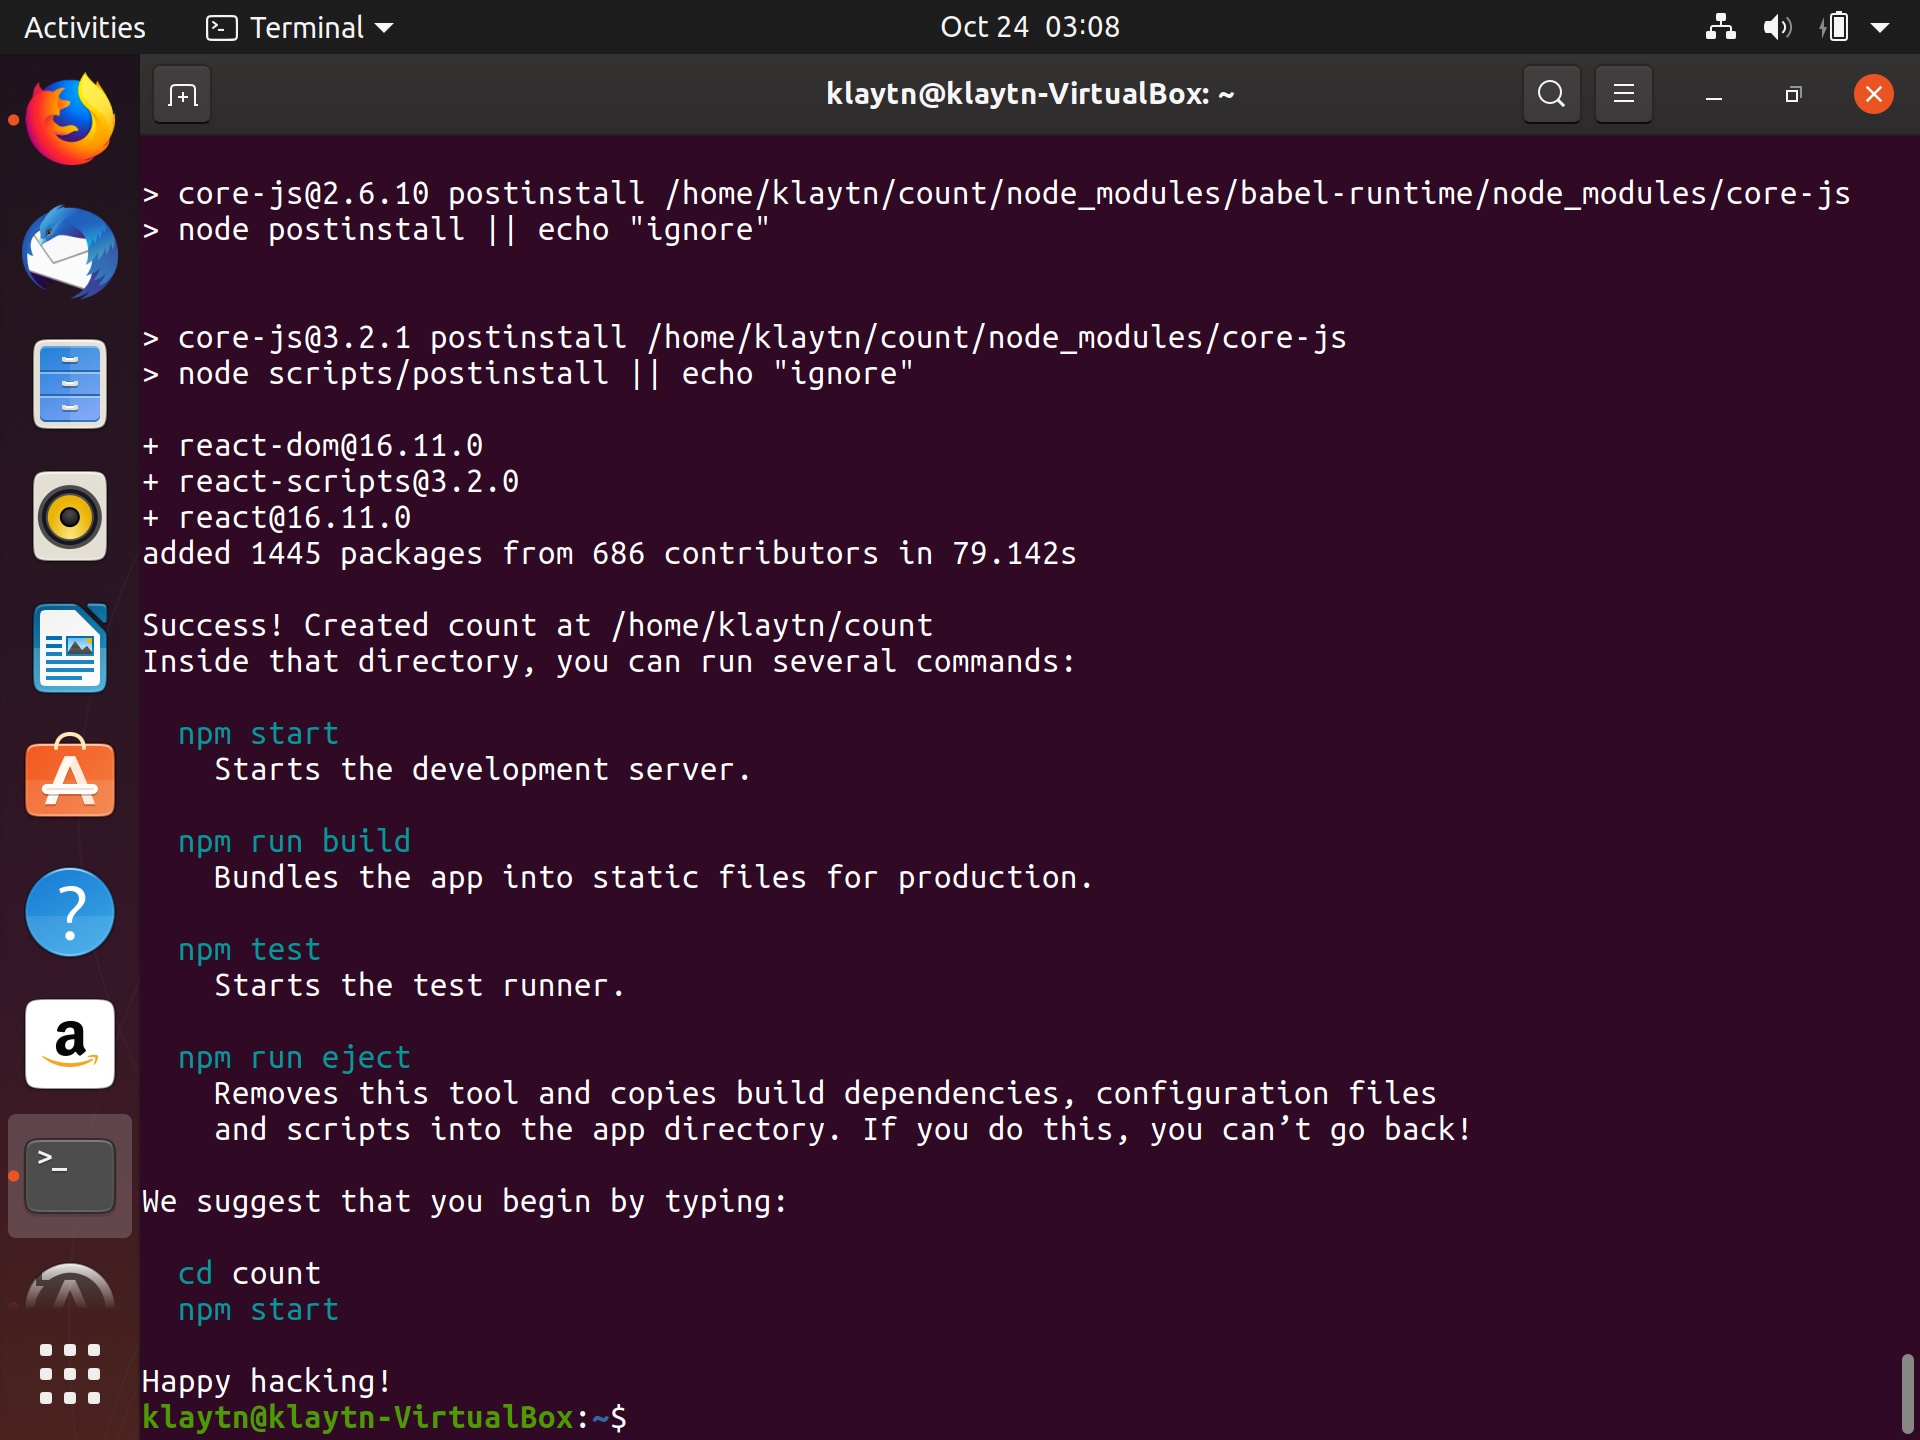 Activities
Terminal
Oct 24 03:08
klaytn@klaytn-VirtualBox: ~
> core-js@2.6.10 postinstall /home/klaytn/count/node_modules/babel-runtime/node_modules/core-js
> node postinstall || echo "ignore"
> core-js@3.2.1 postinstall /home/klaytn/count/node_modules/core-js
> node scripts/postinstall || echo "ignore"
+ react-dom@16.11.0
+ react-scripts@3.2.0
+ react@16.11.0
added 1445 packages from 686 contributors in 79.142s
Success! Created count at /home/klaytn/count
Inside that directory, you can run several commands:
npm start
Starts the development server.
npm run build
Bundles the app into static files for production.
npm test
Starts the test runner.
npm run eject
Removes this tool and copies build dependencies, configuration files
and scripts into the app directory. If you do this, you can’t go back!
We suggest that you begin by typing:
cd count
npm start
Happy hacking!
klaytn@klaytn-VirtualBox:~$